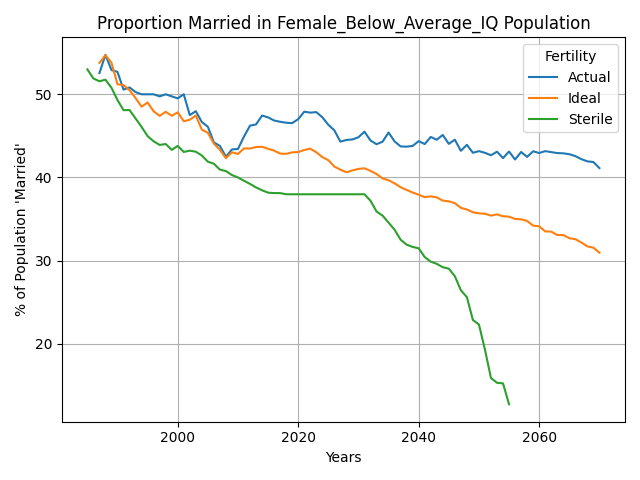 Proportion Married in Female_Below_Average_IQ Population
% of Population 'Married'
50
40
30
20
Fertility
Actual
Ideal
Sterile
2000
2020
2040
2060
Years